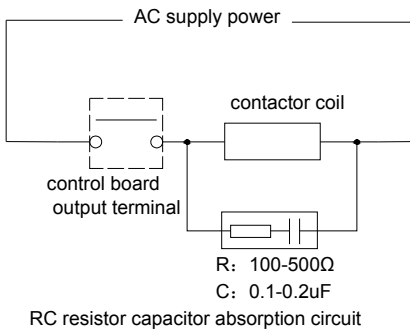 AC supply power
contactor coil
control board
output terminal
R：100-500Ω
C：0.1-0.2uF
RC resistor capacitor absorption circuit